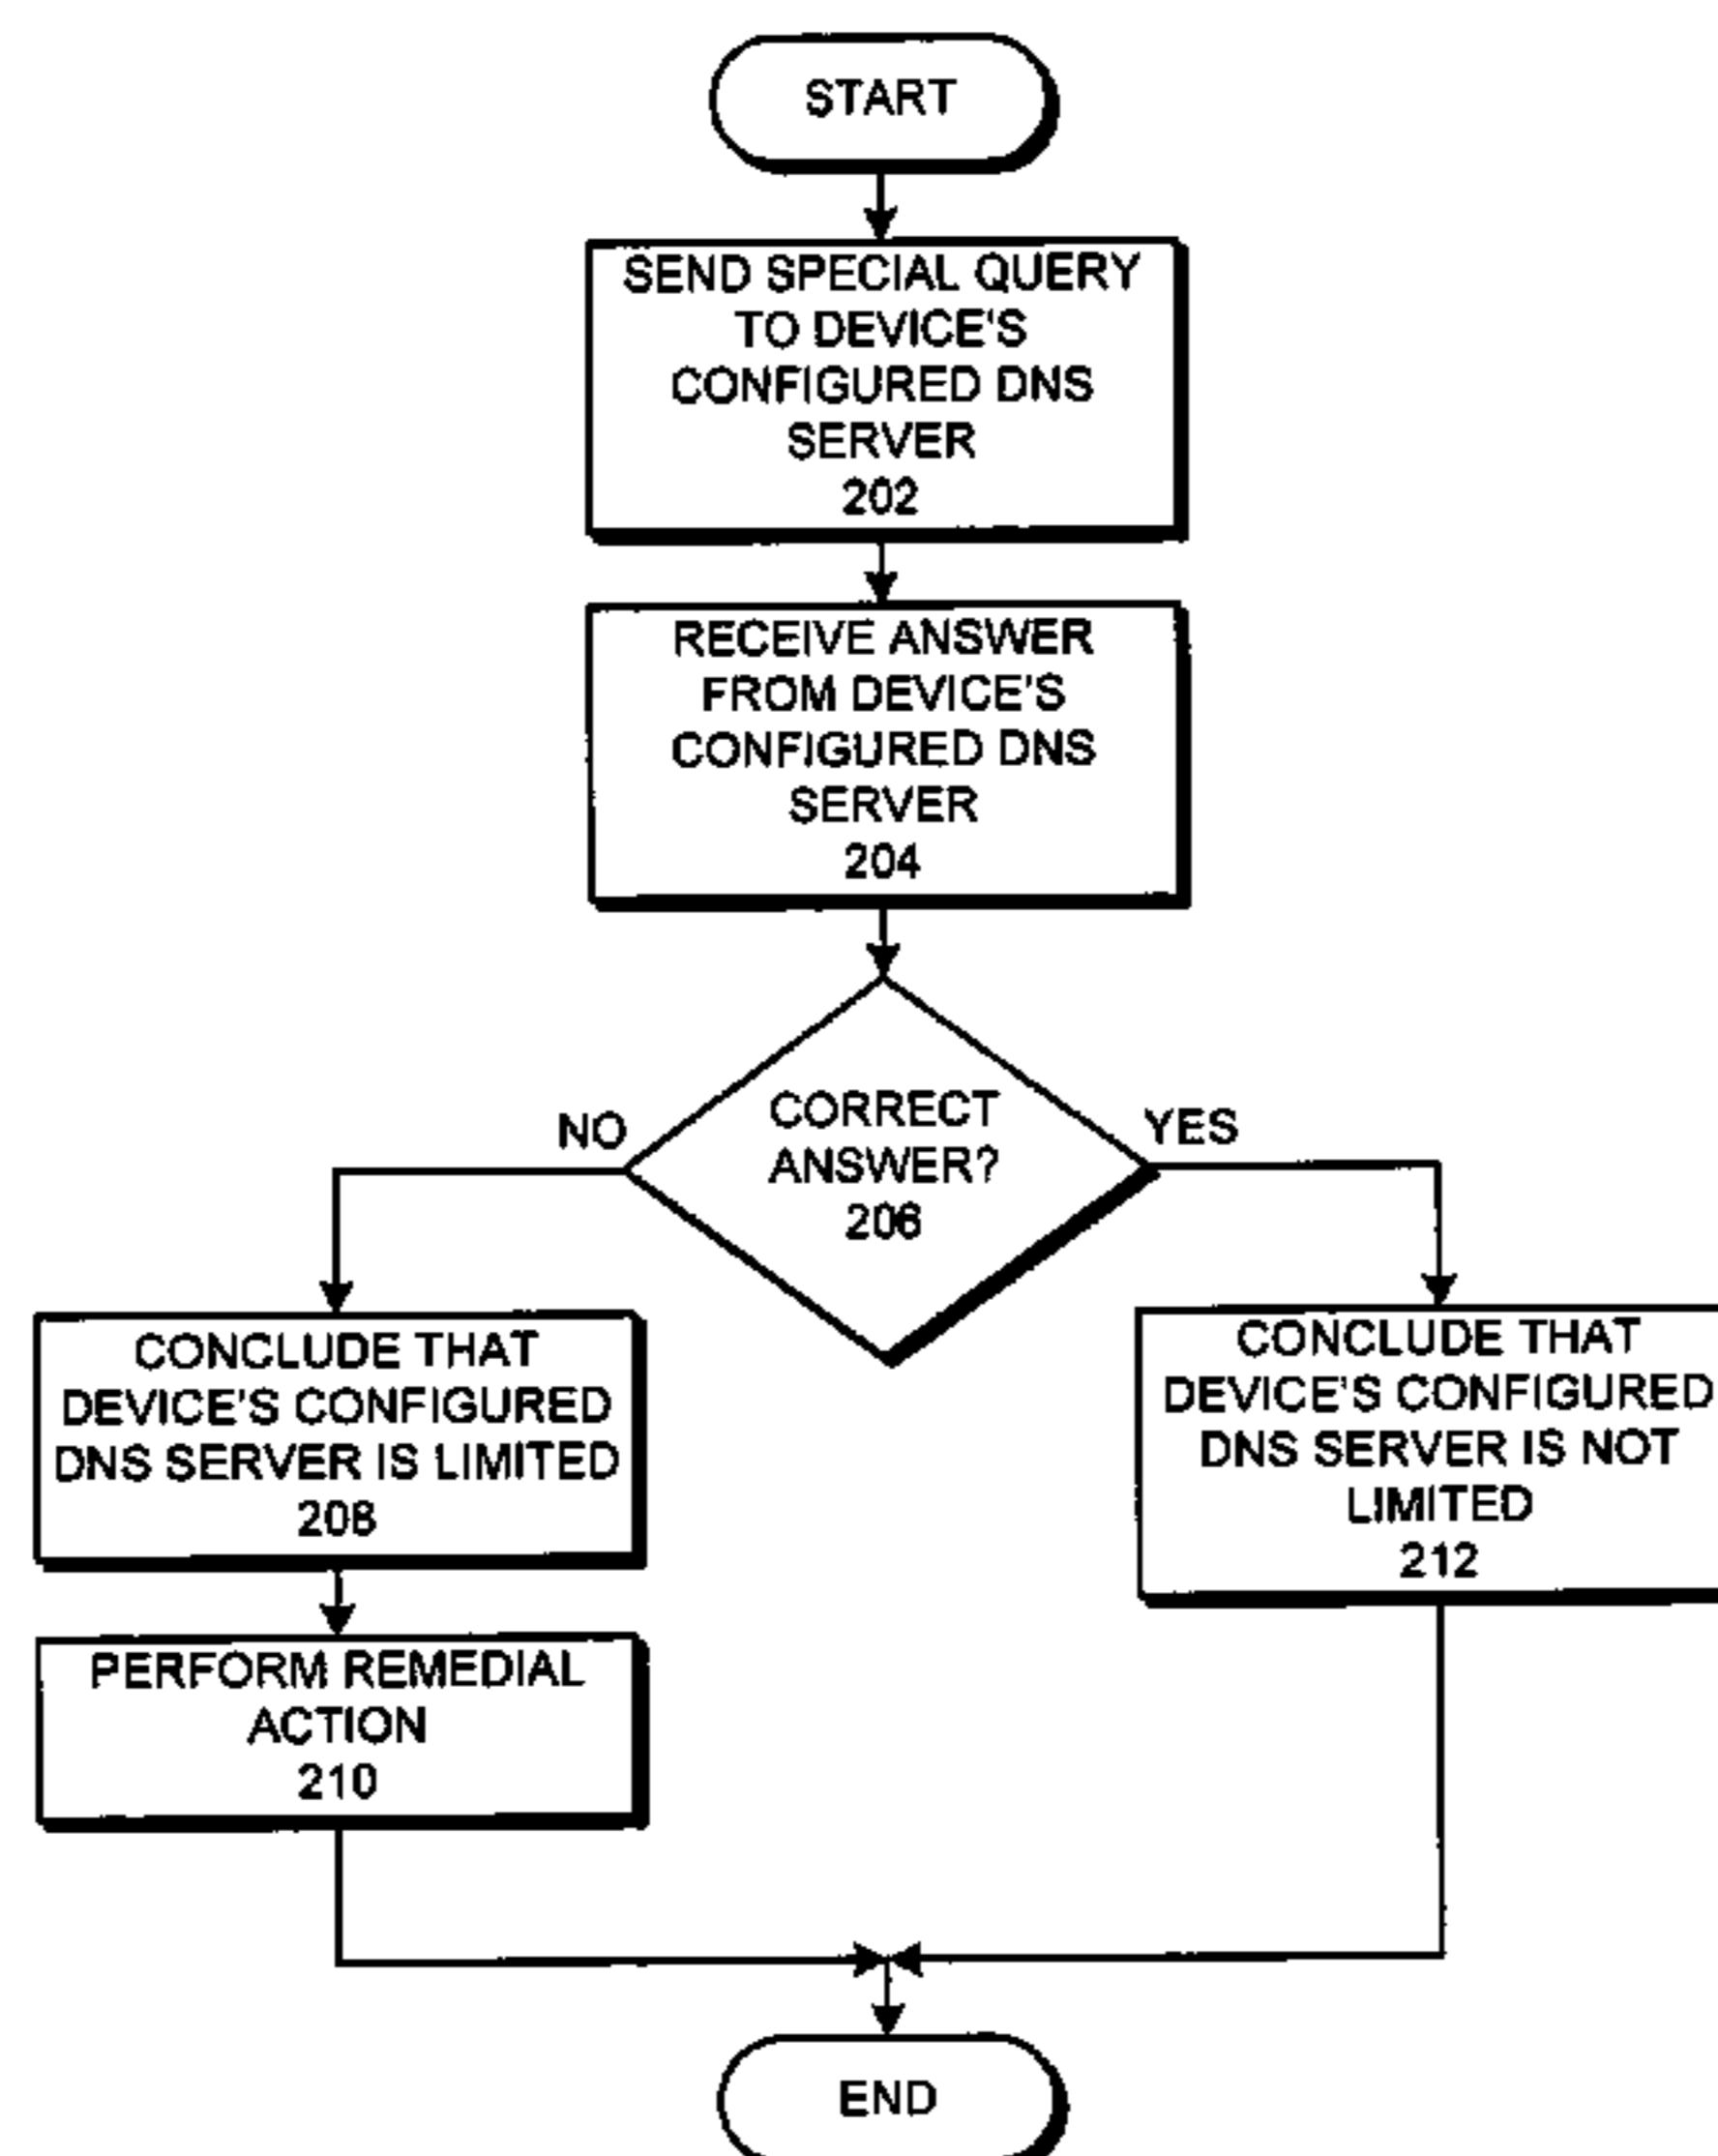 START
SEND SPECIAL QUERY
TO DEVICE'S
CONFIGURED DNS
SERVER
202
RECEIVE ANSWER
FROM DEVICE'S
CONFIGURED DNS
SERVER
204
CORRECT
ANSWER?
206
NO
YES
CONCLUDE THAT
DEVICE'S CONFIGURED
DNS SERVER IS LIMITED
208
PERFORM REMEDIAL
ACTION
210
CONCLUDE THAT
DEVICE'S CONFIGURED
DNS SERVER IS NOT
LIMITED
212
END